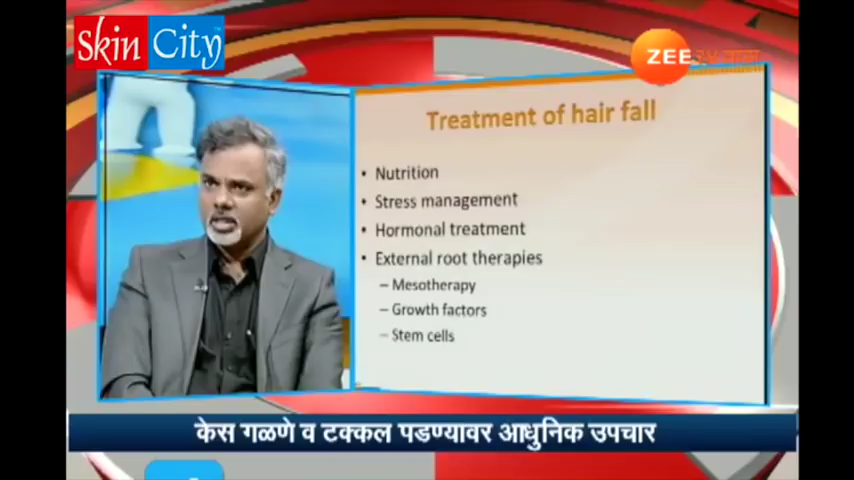 Skin City
ZEE २४ तास
Treatment of hair fall
• Nutrition
• Stress management
• Hormonal treatment
• External root therapies
– Mesotherapy
– Growth factors
– Stem cells
केस गळणे व टक्कल पडण्यावर आधुनिक उपचार